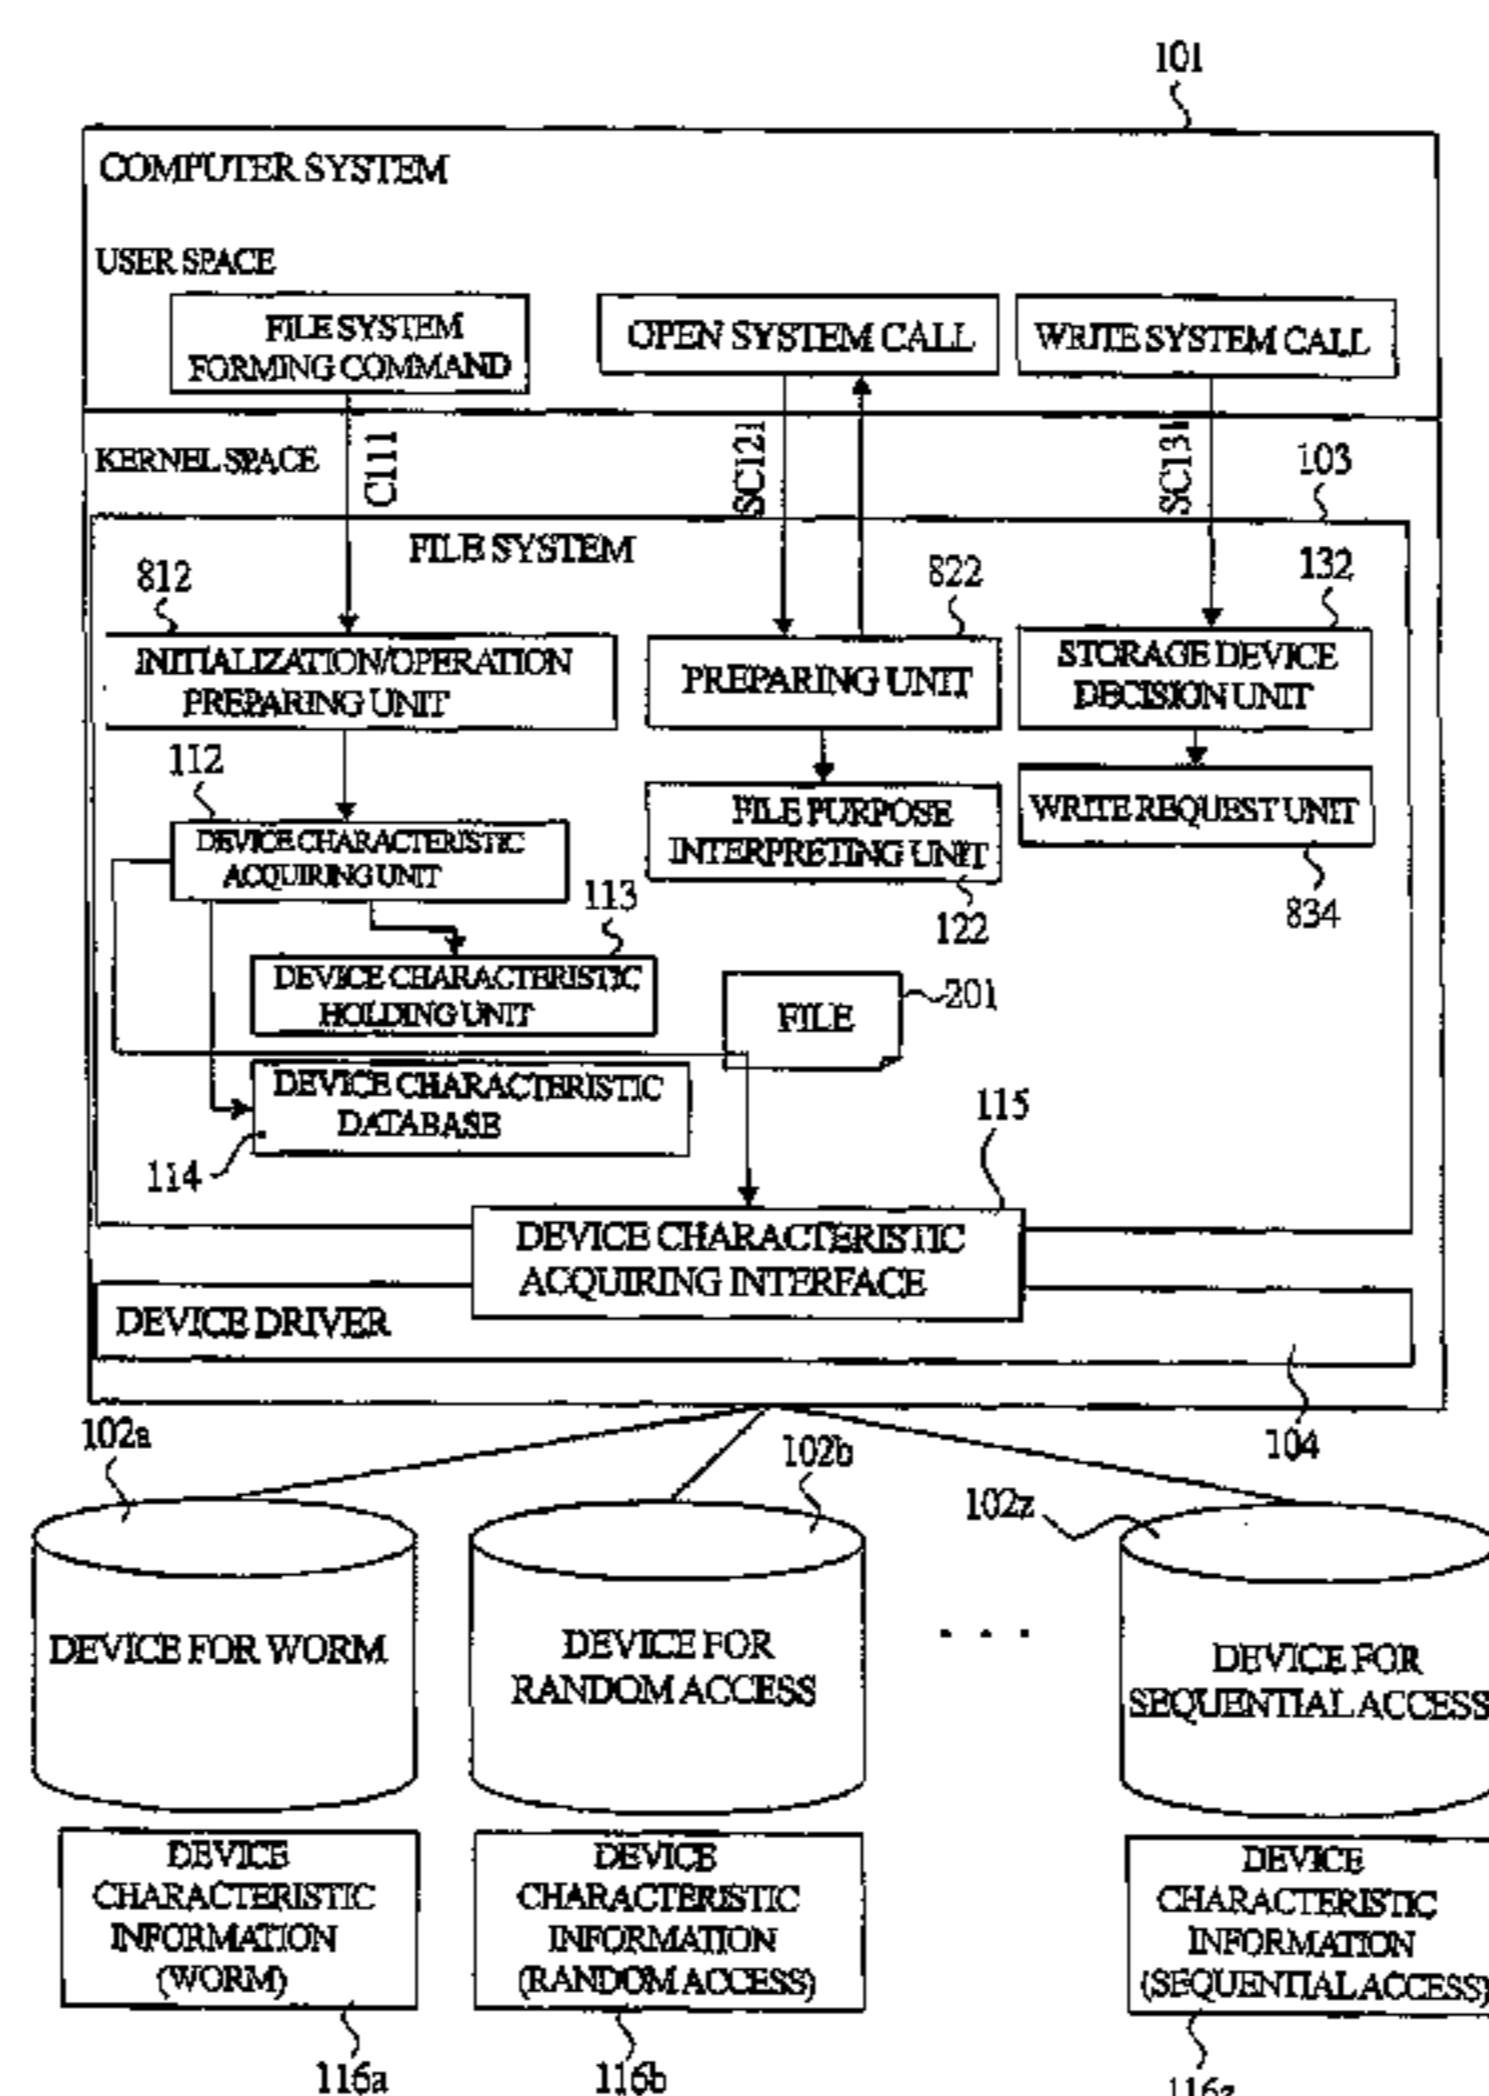 101
COMPUTER SYSTEM
USER SPACE
FILE SYSTEM
FORMING COMMAND
OPEN SYSTEM CALL
WRITE SYSTEM CALL
KERNEL SPACE
C111
SC121
SC131
103
FILE SYSTEM
812
822
132
INITIALIZATION/OPERATION
PREPARING UNIT
PREPARING UNIT
STORAGE DEVICE
DECISION UNIT
112
DEVICE CHARACTERISTIC
ACQUIRING UNIT
FILE PURPOSE
INTERPRETING UNIT
WRITE REQUEST UNIT
113
122
834
DEVICE CHARACTERISTIC
HOLDING UNIT
FILE
201
DEVICE CHARACTERISTIC
DATABASE
114
115
DEVICE CHARACTERISTIC
ACQUIRING INTERFACE
DEVICE DRIVER
104
102a
102b
102z
DEVICE FOR WORM
DEVICE FOR
RANDOM ACCESS
. . .
DEVICE FOR
SEQUENTIAL ACCESS
DEVICE
CHARACTERISTIC
INFORMATION
(WORM)
DEVICE
CHARACTERISTIC
INFORMATION
(RANDOM ACCESS)
DEVICE
CHARACTERISTIC
INFORMATION
(SEQUENTIAL ACCESS)
116a
116b
116z